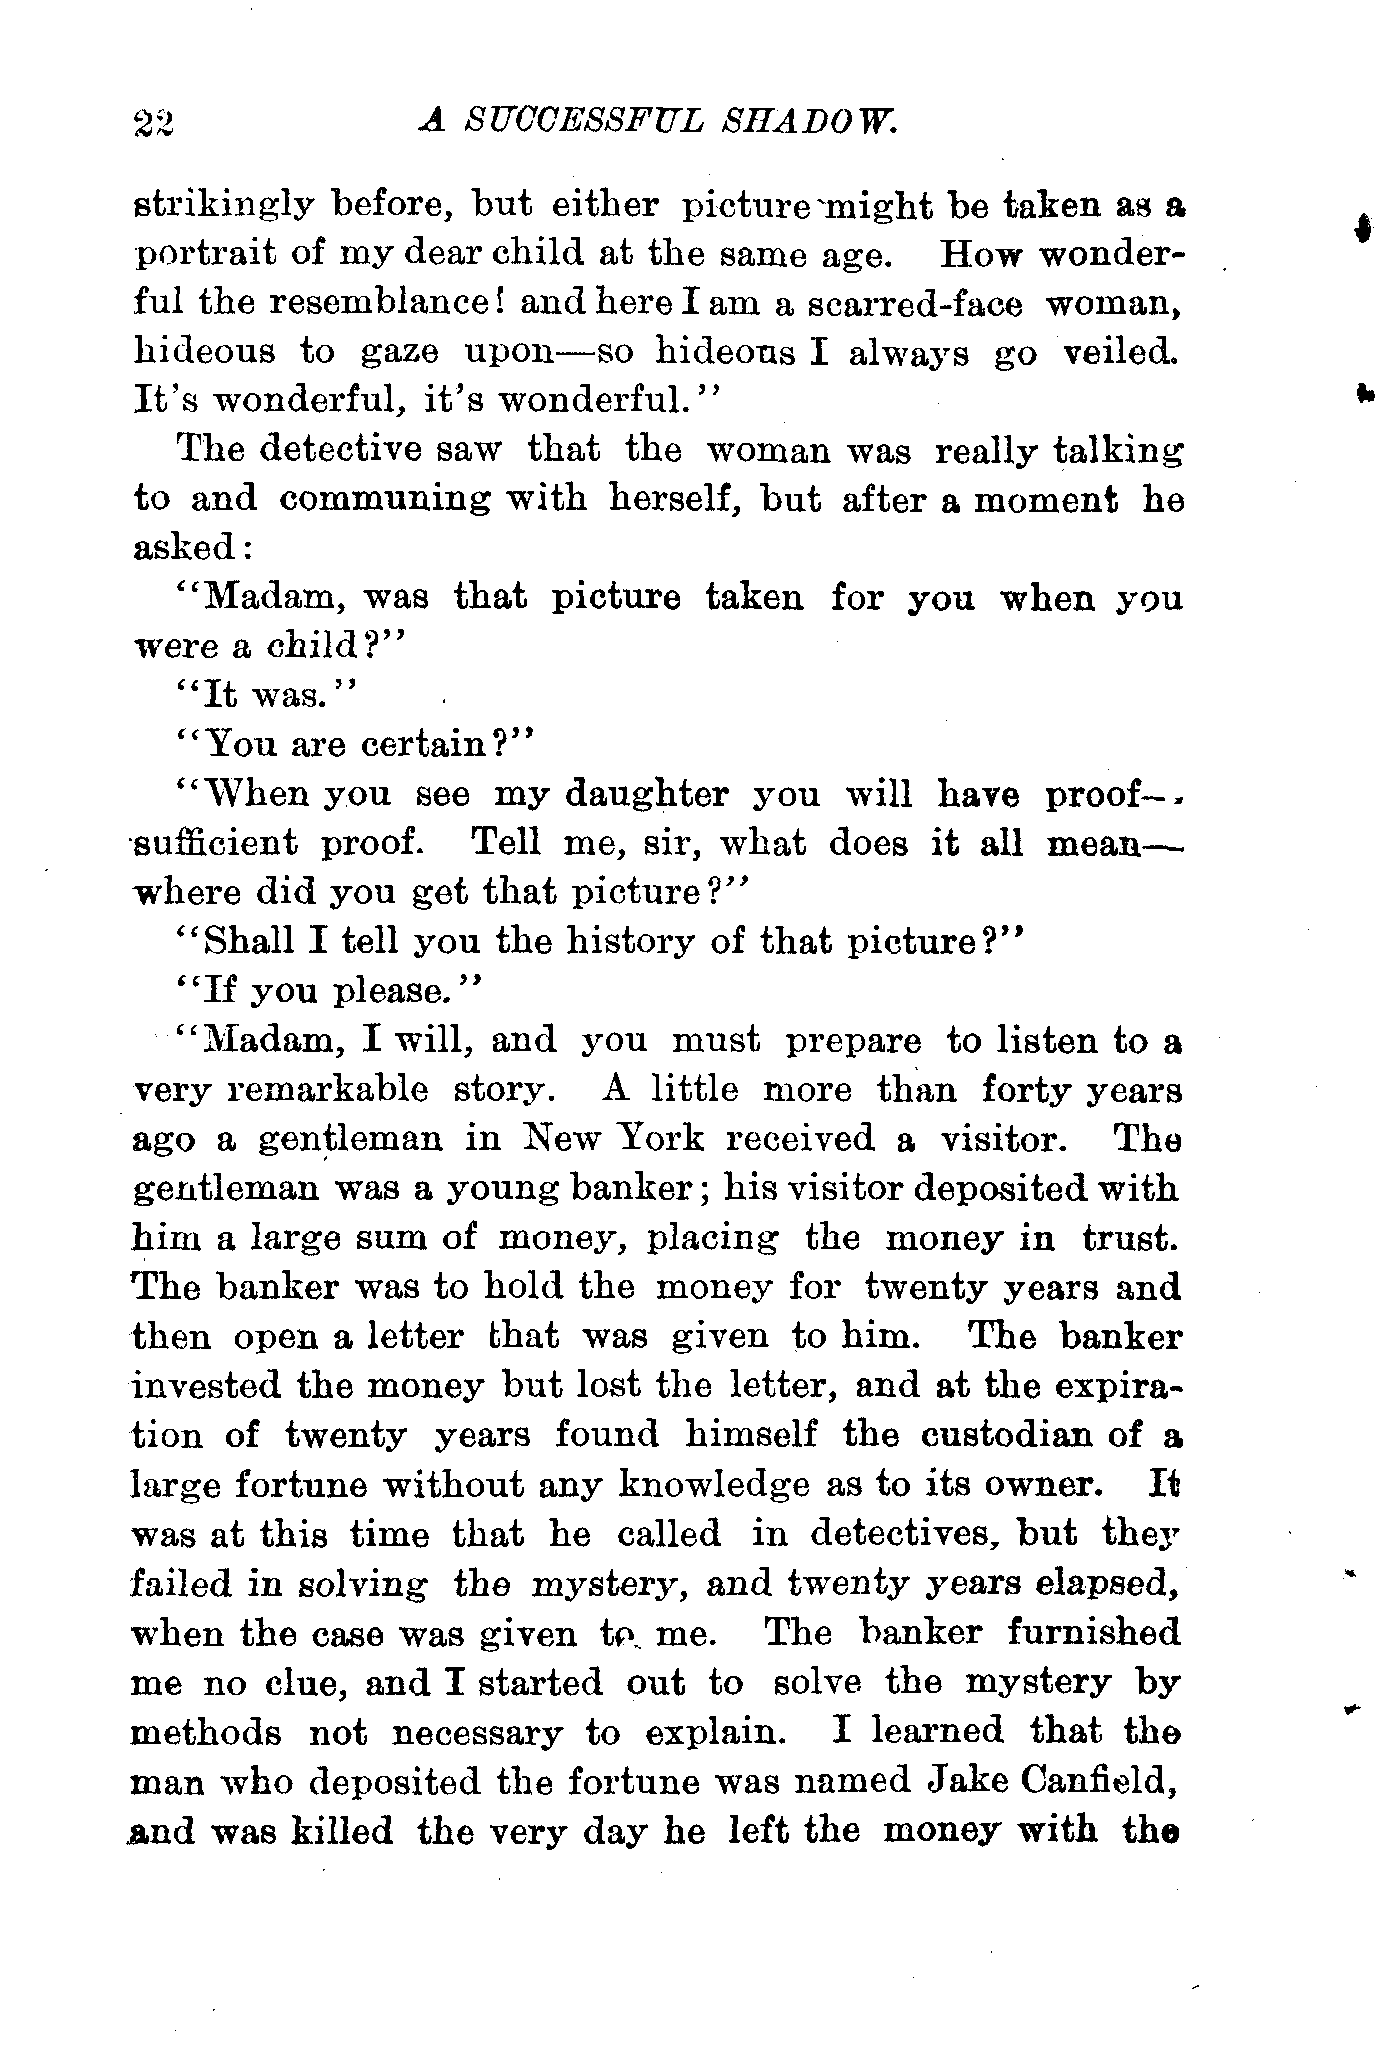 22 A SUCCESSFUL SHADOW.
strikingly before, but either picture might be taken as a
portrait of my dear child at the same age. How wonder-
ful the resemblance! and here I am a scarred-face woman,
hideous to gaze upon—so hideous I always go veiled.
It's wonderful, it's wonderful."
The detective saw that the woman was really talking
to and communing with herself, but after a moment he
asked:
"Madam, was that picture taken for you when you
were a child?"
"It was."
"You are certain?"
"When you see my daughter you will have proof—
sufficient proof. Tell me, sir, what does it all mean—
where did you get that picture?"
"Shall I tell you the history of that picture?"
"If you please."
"Madam, I will, and you must prepare to listen to a
very remarkable story. A little more than forty years
ago a gentleman in New York received a visitor. The
gentleman was a young banker; his visitor deposited with
him a large sum of money, placing the money in trust.
The banker was to hold the money for twenty years and
then open a letter that was given to him. The banker
invested the money but lost the letter, and at the expira-
tion of twenty years found himself the custodian of a
large fortune without any knowledge as to its owner. It
was at this time that he called in detectives, but they
failed in solving the mystery, and twenty years elapsed,
when the case was given to me. The banker furnished
me no clue, and I started out to solve the mystery by
methods not necessary to explain. I learned that the
man who deposited the fortune was named Jake Canfield,
and was killed the very day he left the money with the